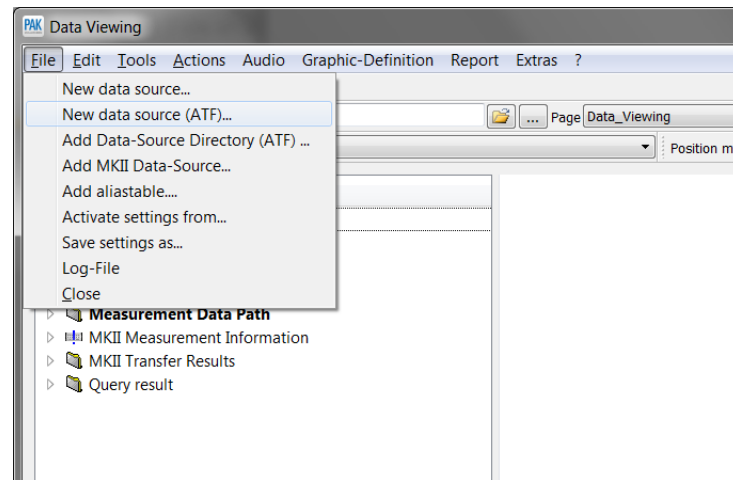 PAK Data Viewing
File Edit Tools Actions Audio Graphic-Definition Report Extras ?
New data source...
New data source (ATF)...
... Page Data_Viewing
Add Data-Source Directory (ATF) ...
Position m
Add MKII Data-Source...
Add aliastable....
Activate settings from...
Save settings as...
Log-File
Close
Measurement Data Path
MKII Measurement Information
MKII Transfer Results
Query result